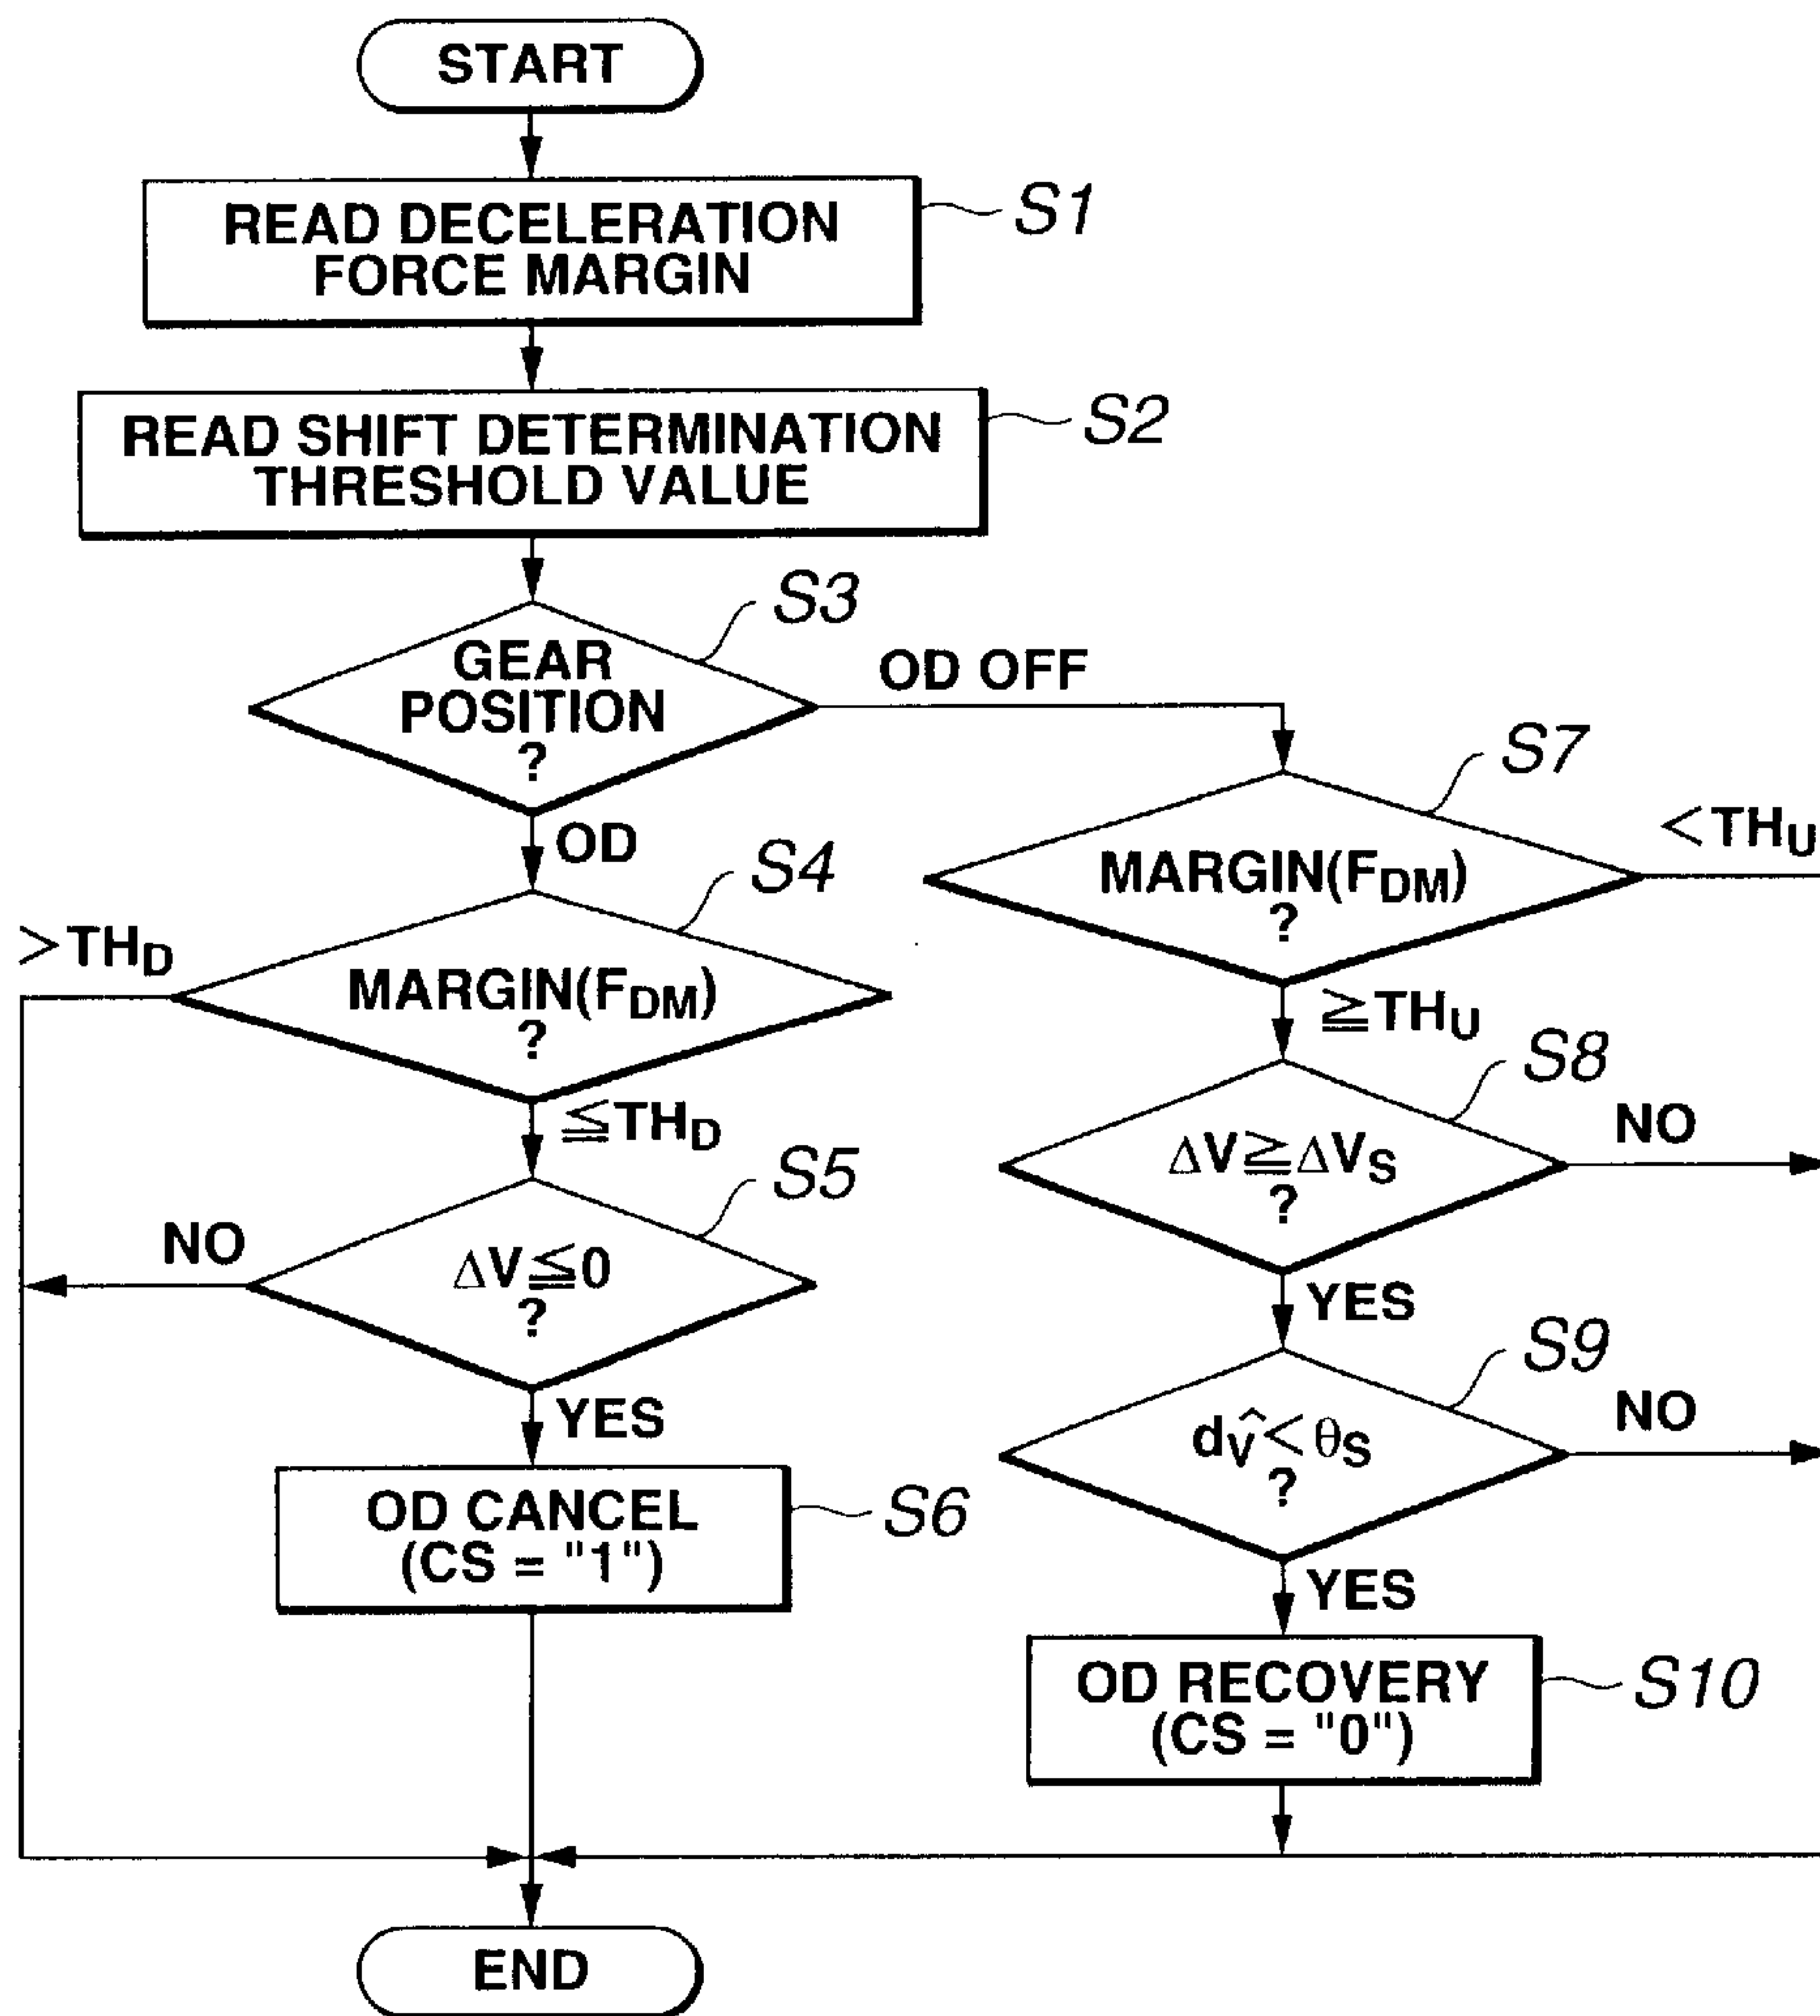 START
READ DECELERATION
FORCE MARGIN
S1
READ SHIFT DETERMINATION
THRESHOLD VALUE
S2
GEAR
POSITION
?
S3
OD OFF
OD
MARGIN(FDM)
?
S4
>THD
≦THD
ΔV≦0
?
S5
NO
YES
OD CANCEL
(CS = "1")
S6
MARGIN(FDM)
?
S7
<THU
≧THU
ΔV≧ΔVS
?
S8
NO
YES
dv̂<θS
?
S9
NO
YES
OD RECOVERY
(CS = "0")
S10
END